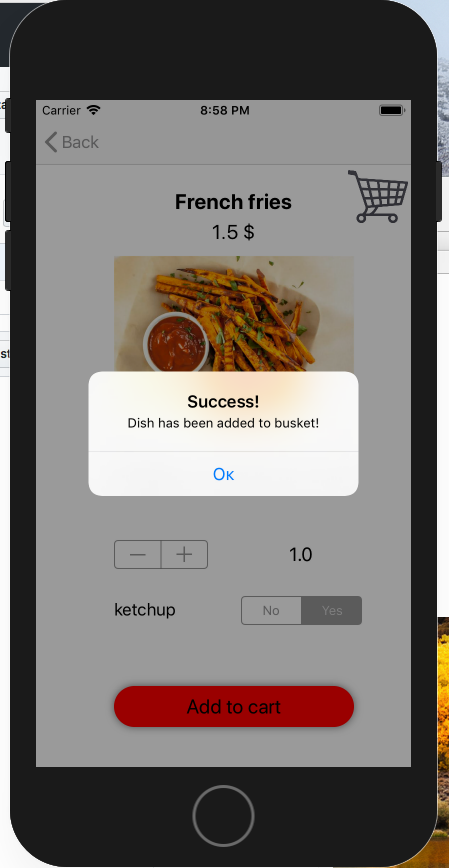 Carrier
8:58 PM
Back
French fries
1.5 $
Success!
Dish has been added to busket!
Ок
1.0
ketchup
No
Yes
Add to cart